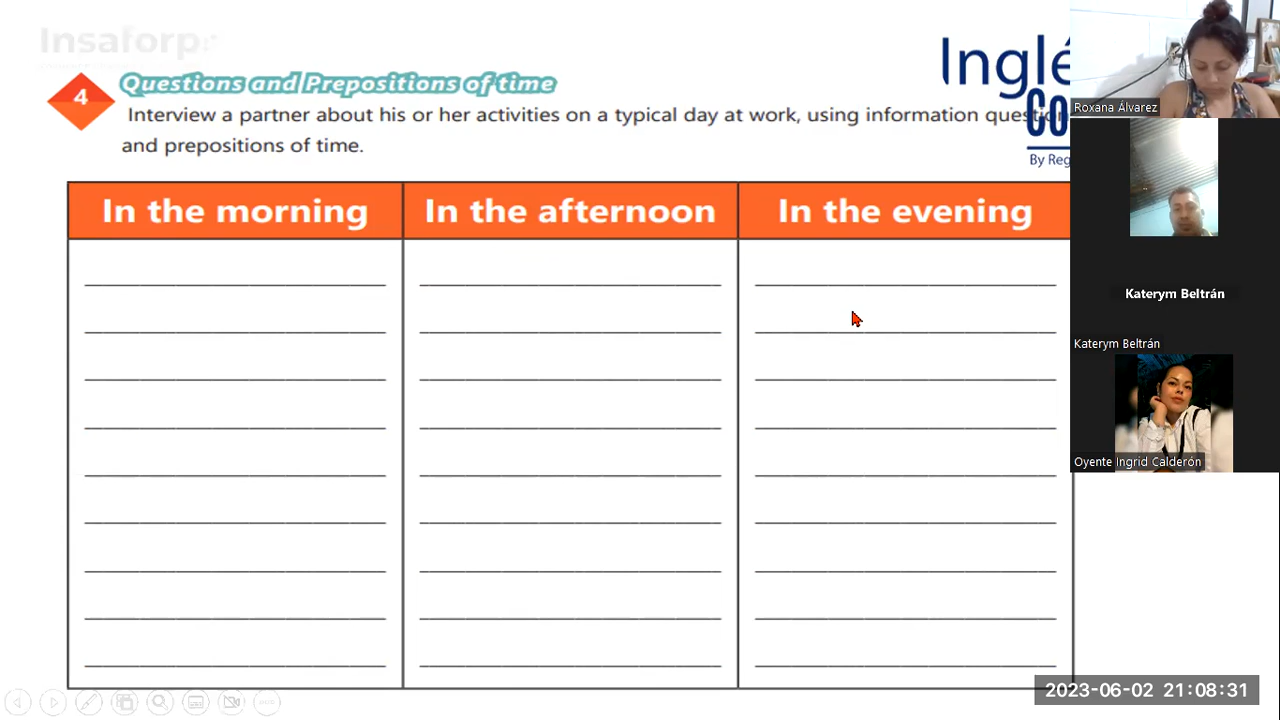 Insaforp
4
Questions and Prepositions of time
Interview a partner about his or her activities on a typical day at work, using information
and prepositions of time.
Inglé
CO
By Reg
In the morning
In the afternoon
In the evening
Roxana Álvarez
Katerym Beltrán
Katerym Beltrán
Oyente Ingrid Calderón
2023-06-02 21:08:31